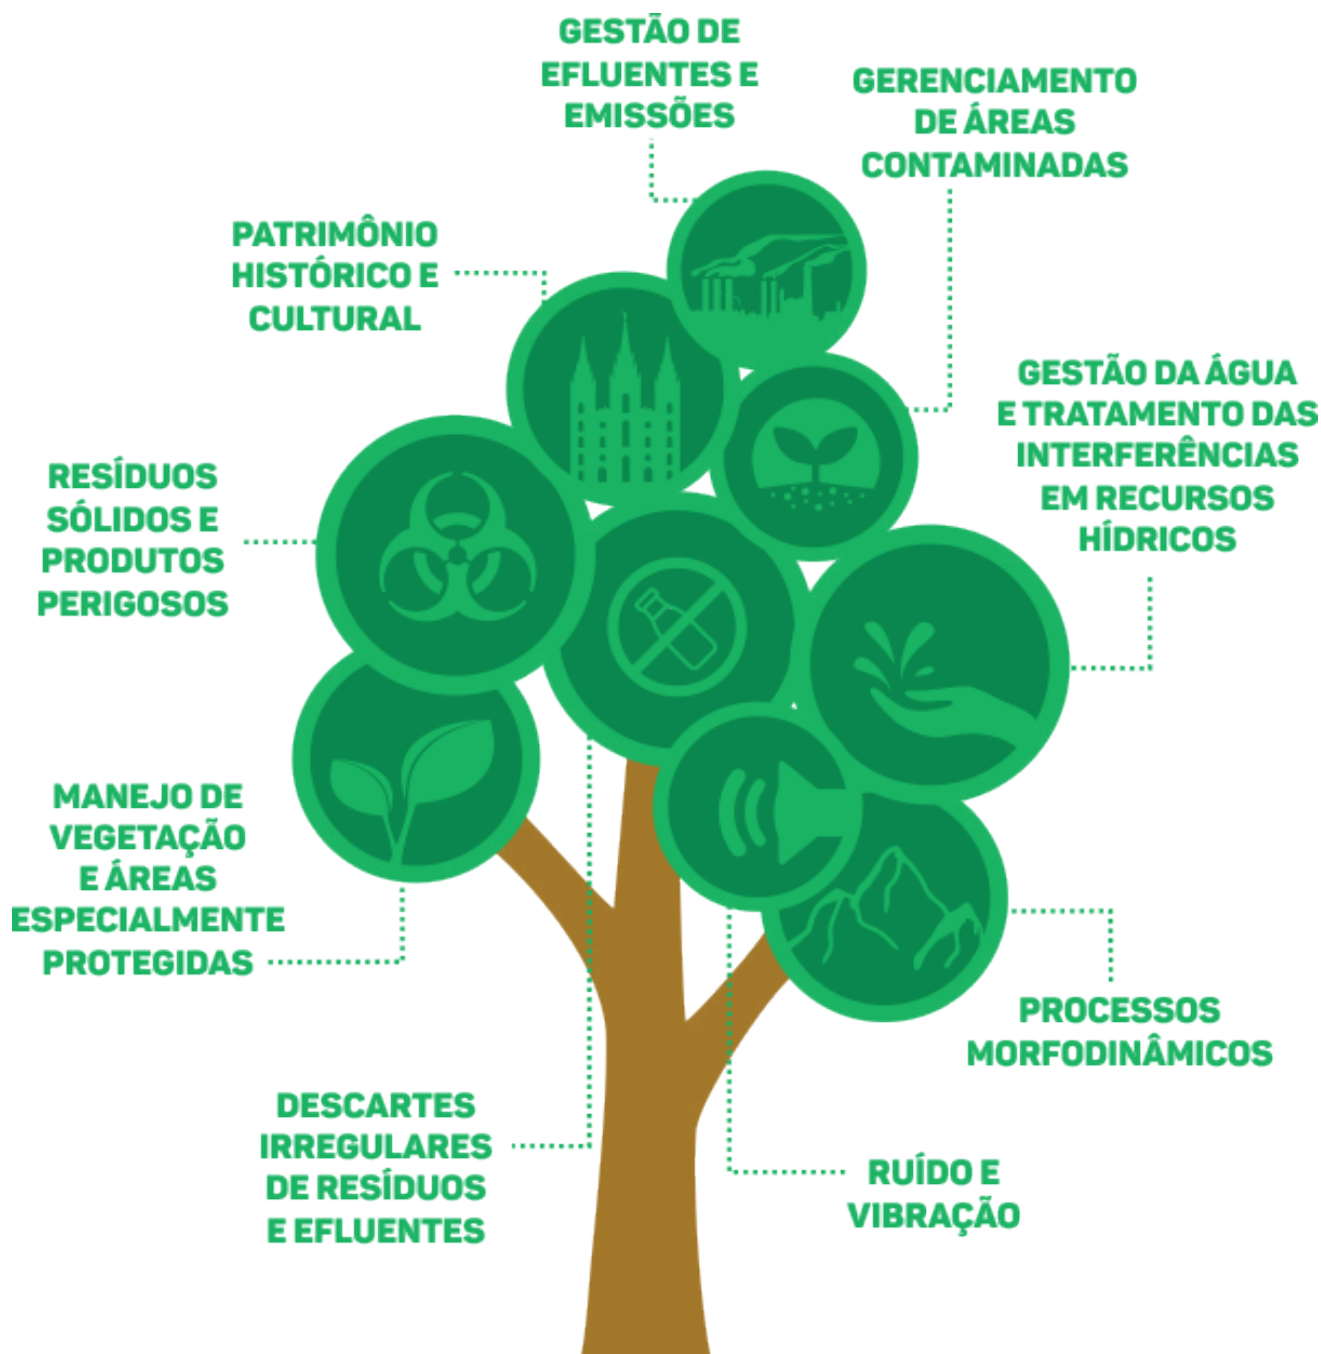 GESTÃO DE
EFLUENTES E
EMISSÕES
GERENCIAMENTO
DE ÁREAS
CONTAMINADAS
PATRIMÔNIO
HISTÓRICO E
CULTURAL
GESTÃO DA ÁGUA
E TRATAMENTO DAS
INTERFERÊNCIAS
EM RECURSOS
HÍDRICOS
RESÍDUOS
SÓLIDOS E
PRODUTOS
PERIGOSOS
MANEJO DE
VEGETAÇÃO
E ÁREAS
ESPECIALMENTE
PROTEGIDAS
PROCESSOS
MORFODINÂMICOS
DESCARTES
IRREGULARES
DE RESÍDUOS
E EFLUENTES
RUÍDO E
VIBRAÇÃO